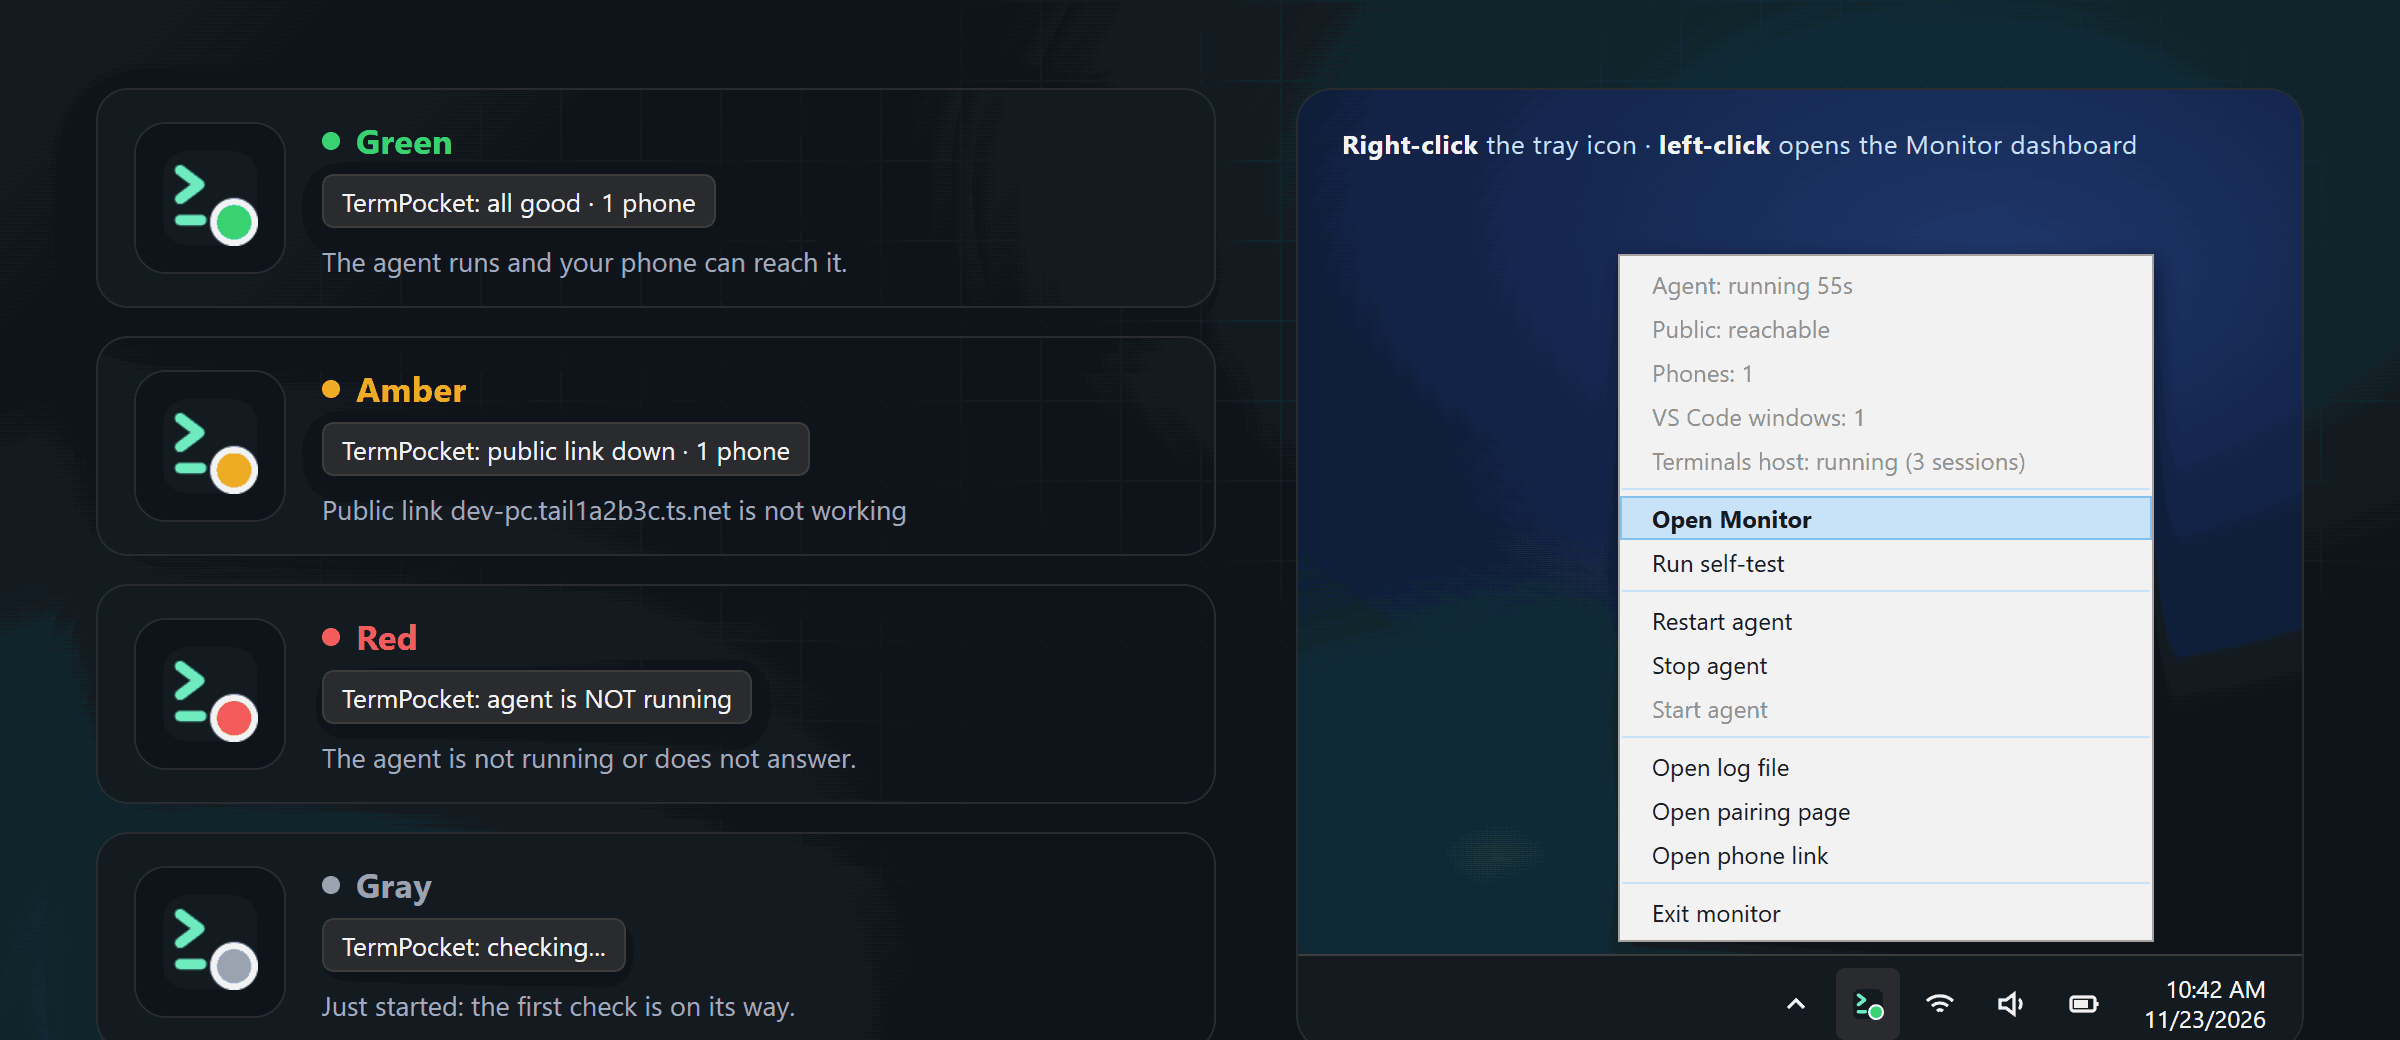 Green
TermPocket: all good · 1 phone
The agent runs and your phone can reach it.
Amber
TermPocket: public link down · 1 phone
Public link dev-pc.tail1a2b3c.ts.net is not working
Red
TermPocket: agent is NOT running
The agent is not running or does not answer.
Gray
TermPocket: checking...
Just started: the first check is on its way.
Right-click the tray icon · left-click opens the Monitor dashboard
Agent: running 55s
Public: reachable
Phones: 1
VS Code windows: 1
Terminals host: running (3 sessions)
Open Monitor
Run self-test
Restart agent
Stop agent
Start agent
Open log file
Open pairing page
Open phone link
Exit monitor
10:42 AM
11/23/2026